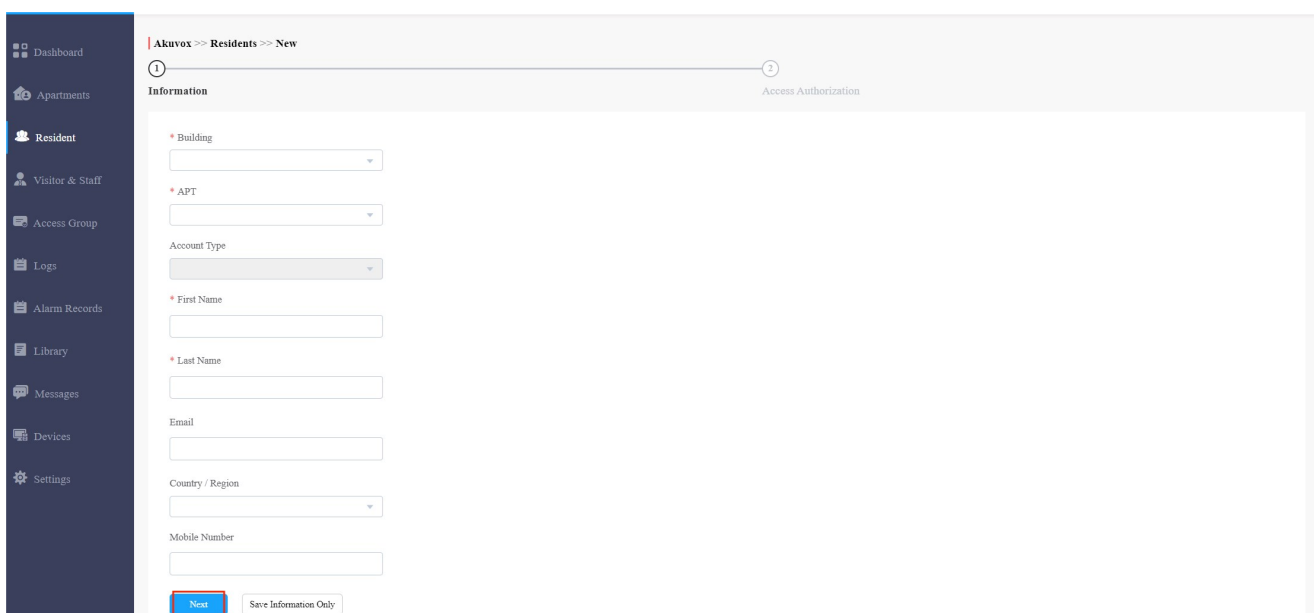 Akuvox >> Residents >> New
1
2
Information
Access Authorization
Dashboard
Apartments
Resident
Visitor & Staff
Access Group
Logs
Alarm Records
Library
Messages
Devices
Settings
* Building
* APT
Account Type
* First Name
* Last Name
Email
Country / Region
Mobile Number
Next
Save Information Only